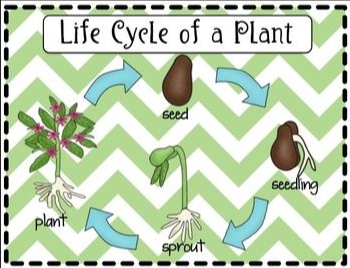 Life Cycle of a Plant
seed
seedling
sprout
plant